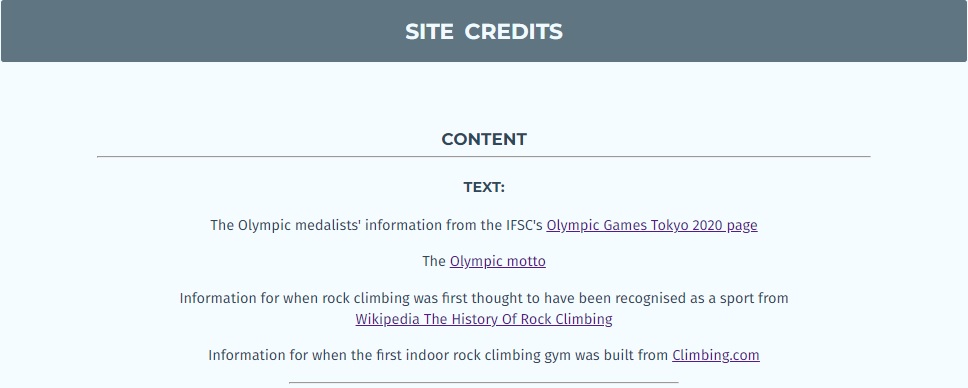 SITE CREDITS
CONTENT
TEXT:
The Olympic medalists' information from the IFSC's Olympic Games Tokyo 2020 page
The Olympic motto
Information for when rock climbing was first thought to have been recognised as a sport from
Wikipedia The History Of Rock Climbing
Information for when the first indoor rock climbing gym was built from Climbing.com